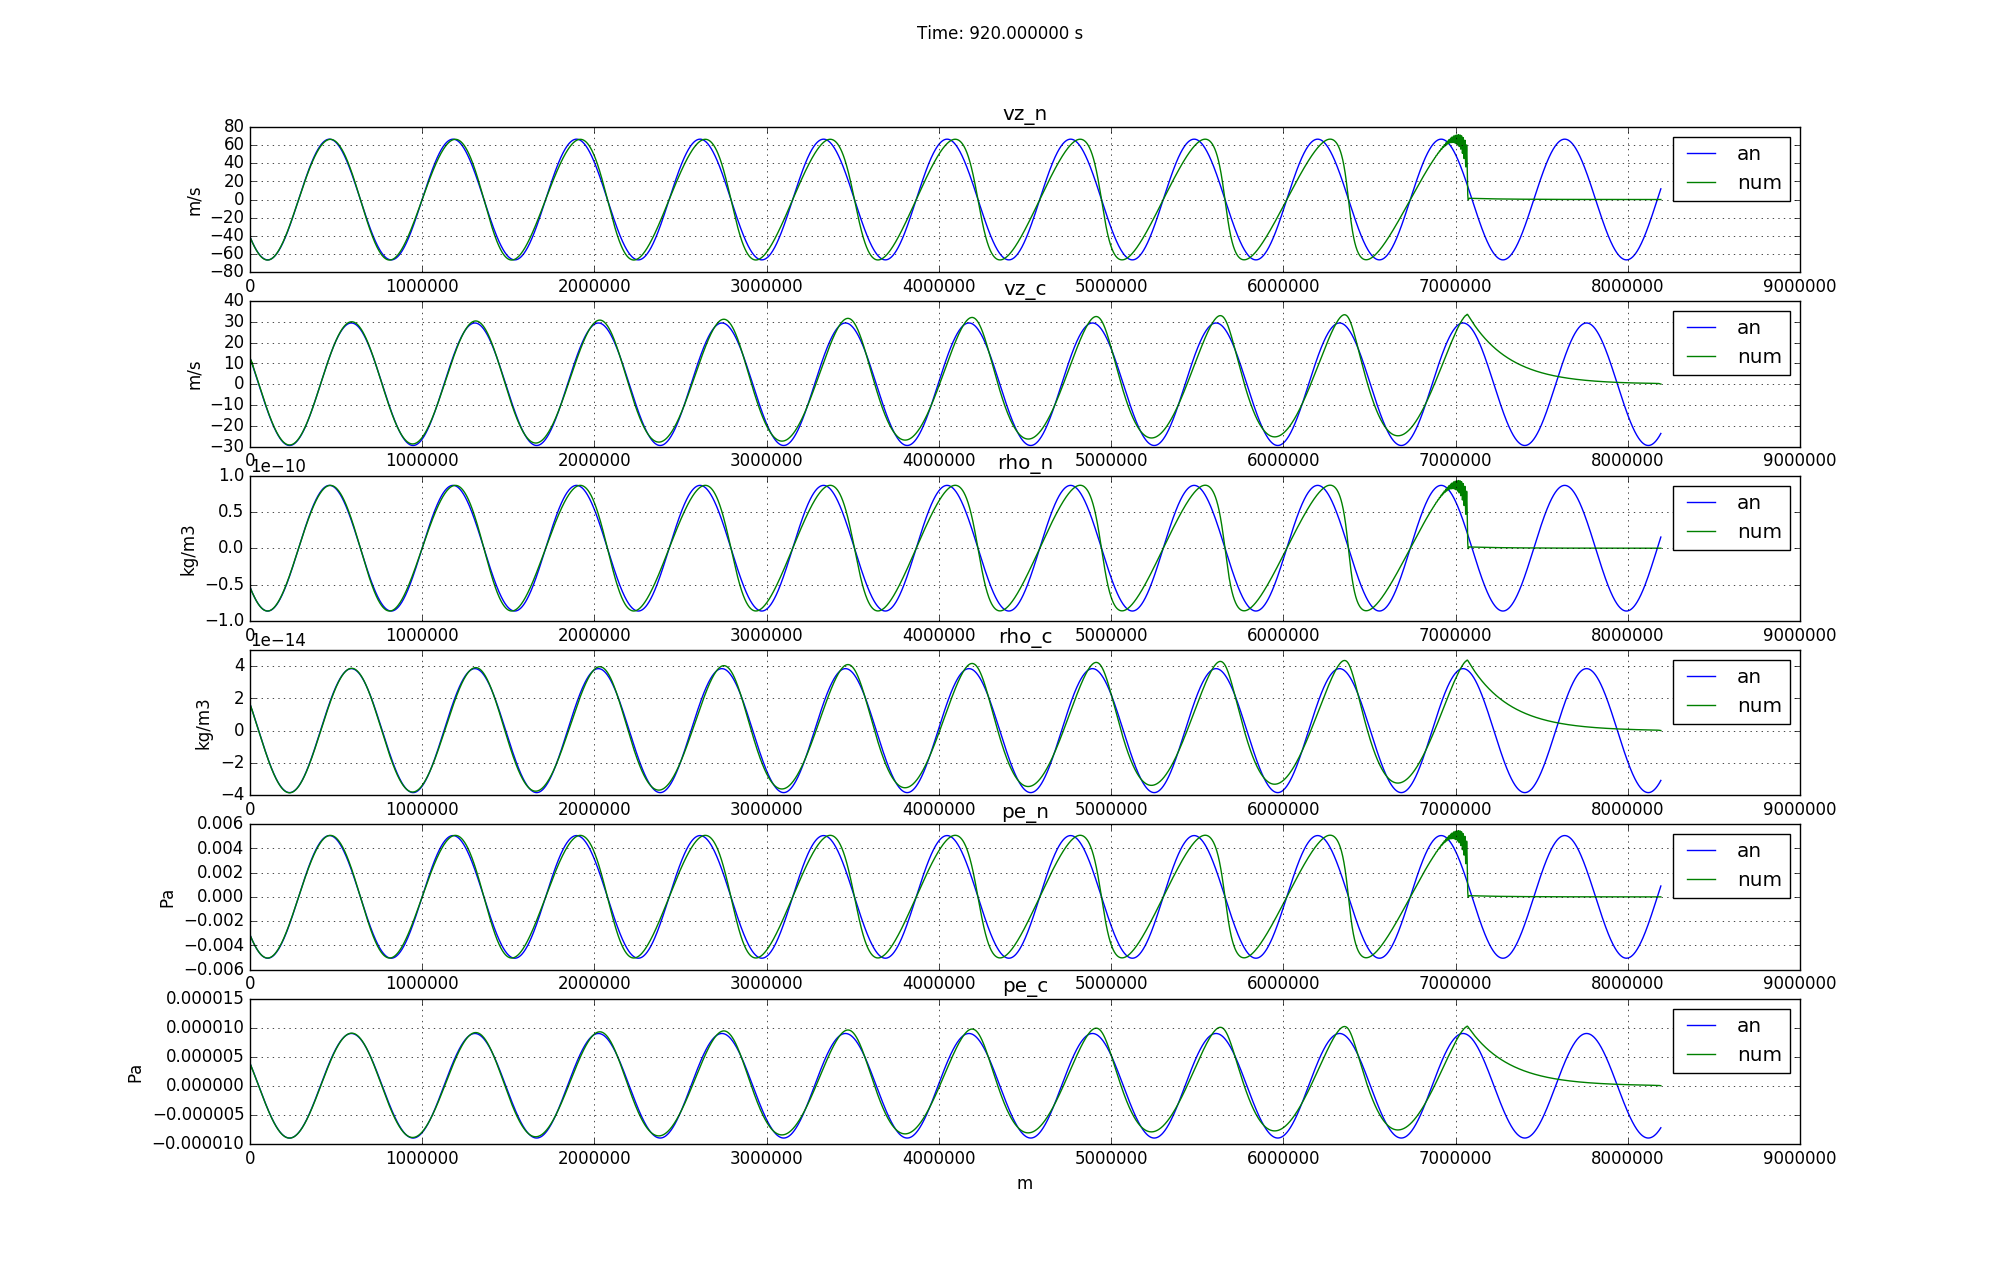 Time: 920.000000 s
vz_n
80
60
40
20
0
−20
−40
−60
−80
m/s
an
num
0 1000000 2000000 3000000 4000000 5000000 6000000 7000000 8000000 9000000
vz_c
40
30
20
10
0
−10
−20
−30
m/s
an
num
0 1000000 2000000 3000000 4000000 5000000 6000000 7000000 8000000 9000000
1e−10
rho_n
1.0
0.5
0.0
−0.5
−1.0
kg/m3
an
num
0 1000000 2000000 3000000 4000000 5000000 6000000 7000000 8000000 9000000
1e−14
rho_c
4
2
0
−2
−4
kg/m3
an
num
0 1000000 2000000 3000000 4000000 5000000 6000000 7000000 8000000 9000000
pe_n
0.006
0.004
0.002
0.000
−0.002
−0.004
−0.006
Pa
an
num
0 1000000 2000000 3000000 4000000 5000000 6000000 7000000 8000000 9000000
pe_c
0.000015
0.000010
0.000005
0.000000
−0.000005
−0.000010
Pa
an
num
0 1000000 2000000 3000000 4000000 5000000 6000000 7000000 8000000 9000000
m